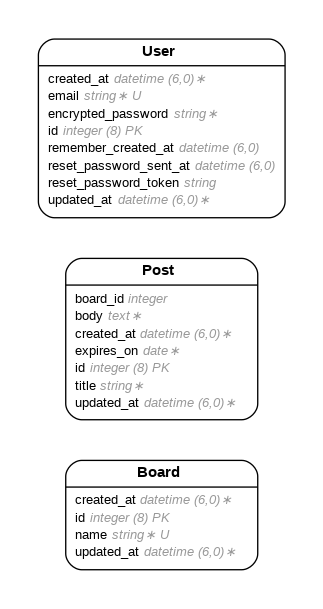 User
created_at datetime (6,0)∗
email string∗ U
encrypted_password string∗
id integer (8) PK
remember_created_at datetime (6,0)
reset_password_sent_at datetime (6,0)
reset_password_token string
updated_at datetime (6,0)∗
Post
board_id integer
body text∗
created_at datetime (6,0)∗
expires_on date∗
id integer (8) PK
title string∗
updated_at datetime (6,0)∗
Board
created_at datetime (6,0)∗
id integer (8) PK
name string∗ U
updated_at datetime (6,0)∗